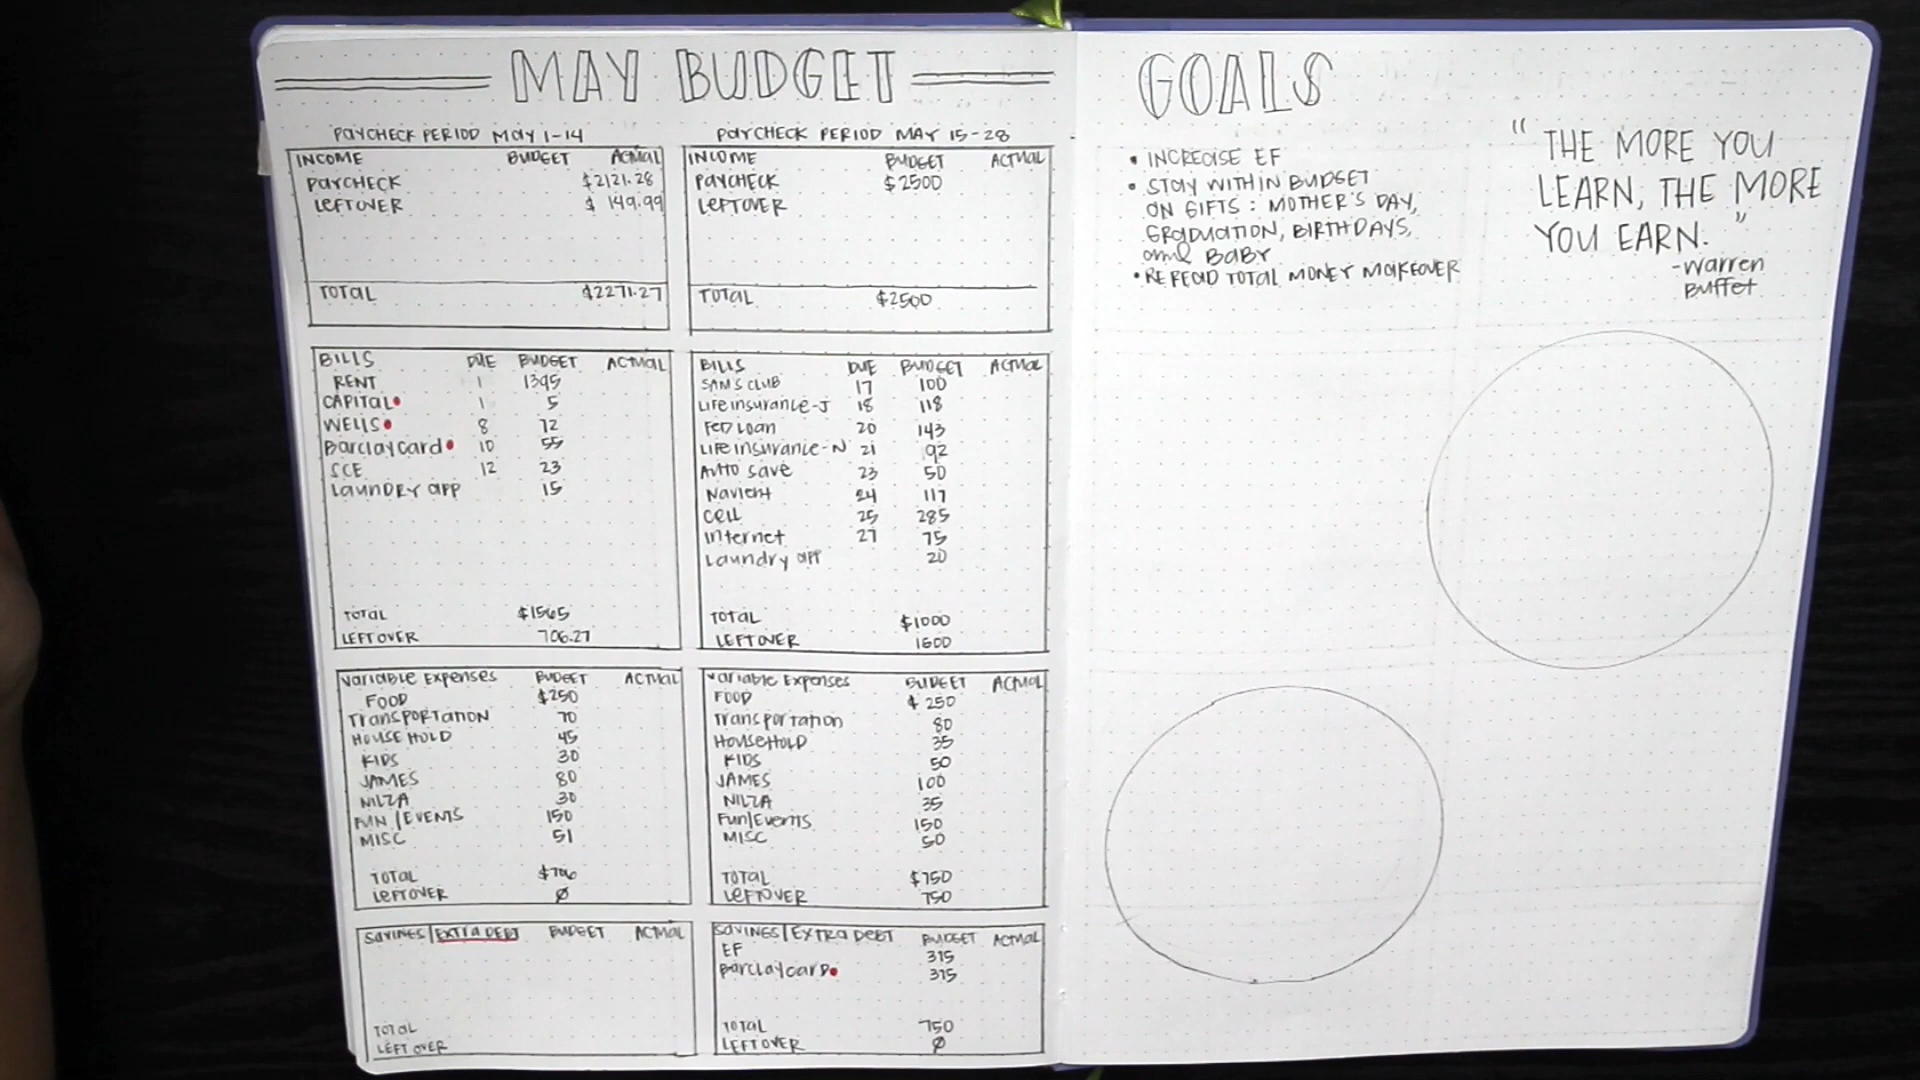 MAY BUDGET
PAYCHECK PERIOD MAY 1-14
INCOME BUDGET ACTUAL
PAYCHECK $2121.28
LEFTOVER $ 149.99
TOTAL $2271.27
BILLS DUE BUDGET ACTUAL
RENT 1 1395
CAPITAL 1 5
WELLS 8 72
Barclaycard 10 55
SCE 12 23
LAUNDRY APP 15
TOTAL $1565
LEFTOVER 706.27
Variable Expenses BUDGET ACTUAL
FOOD $250
Transportation 70
HOUSEHOLD 45
KIDS 30
JAMES 80
NILZA 30
FUN/EVENTS 150
MISC 51
TOTAL $706
LEFTOVER Ø
SAVINGS/EXTRA DEBT BUDGET ACTUAL
TOTAL
LEFTOVER
PAYCHECK PERIOD MAY 15-28
INCOME BUDGET ACTUAL
PAYCHECK $2500
LEFTOVER
TOTAL $2500
BILLS DUE BUDGET ACTUAL
SAM'S CLUB 17 100
Life insurance-J 18 118
FED Loan 20 143
Life insurance-N 21 92
AUTO save 23 50
Navient 24 117
CELL 25 285
Internet 27 75
Laundry app 20
TOTAL $1000
LEFTOVER 1500
Variable Expenses BUDGET ACTUAL
FOOD $250
Transportation 80
HOUSEHOLD 35
KIDS 50
JAMES 100
NILZA 35
Fun/Events 150
MISC 50
TOTAL $750
LEFTOVER 750
SAVINGS/EXTRA DEBT BUDGET ACTUAL
EF 375
Barclaycard 375
TOTAL 750
LEFTOVER Ø
GOALS
• INCREASE EF
• STAY WITHIN BUDGET
ON GIFTS: MOTHER'S DAY,
GRADUATION, BIRTHDAYS,
and BABY
• RE READ TOTAL MONEY MAKEOVER
"THE MORE YOU
LEARN, THE MORE
YOU EARN."
-Warren
Buffet